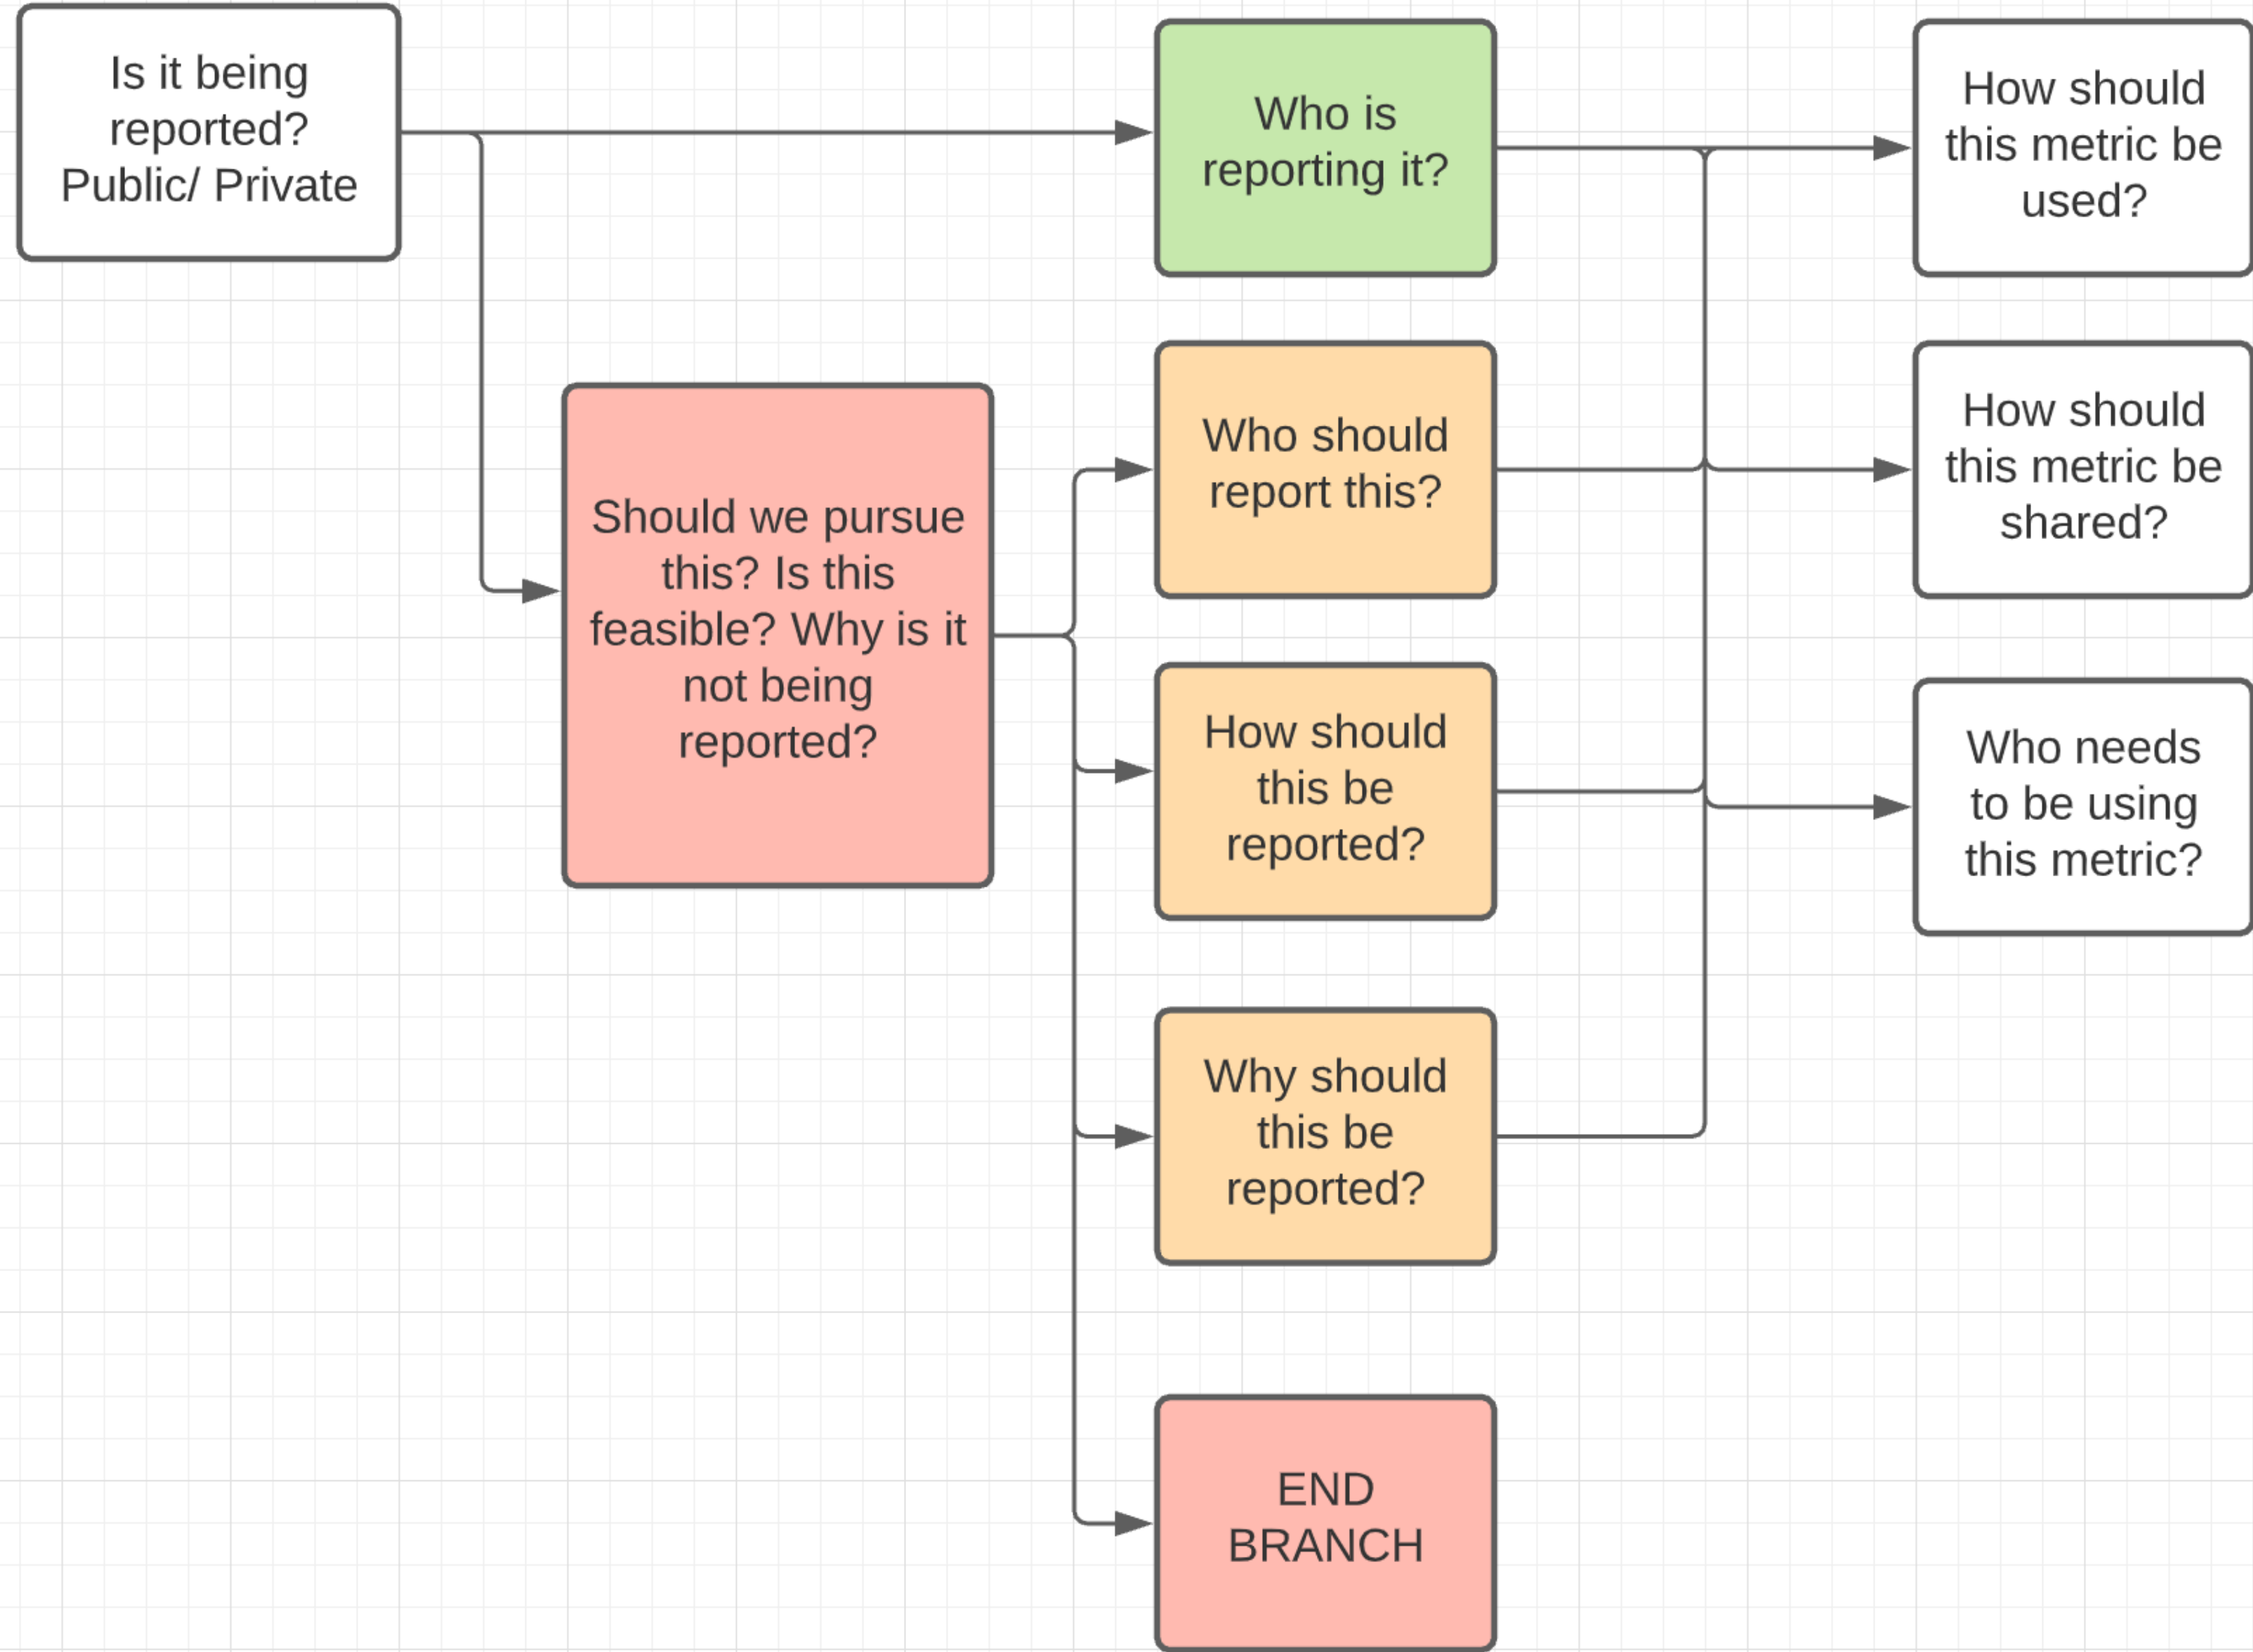 Is it being
reported?
Public/ Private
Who is
reporting it?
How should
this metric be
used?
Should we pursue
this? Is this
feasible? Why is it
not being
reported?
Who should
report this?
How should
this metric be
shared?
How should
this be
reported?
Who needs
to be using
this metric?
Why should
this be
reported?
END
BRANCH